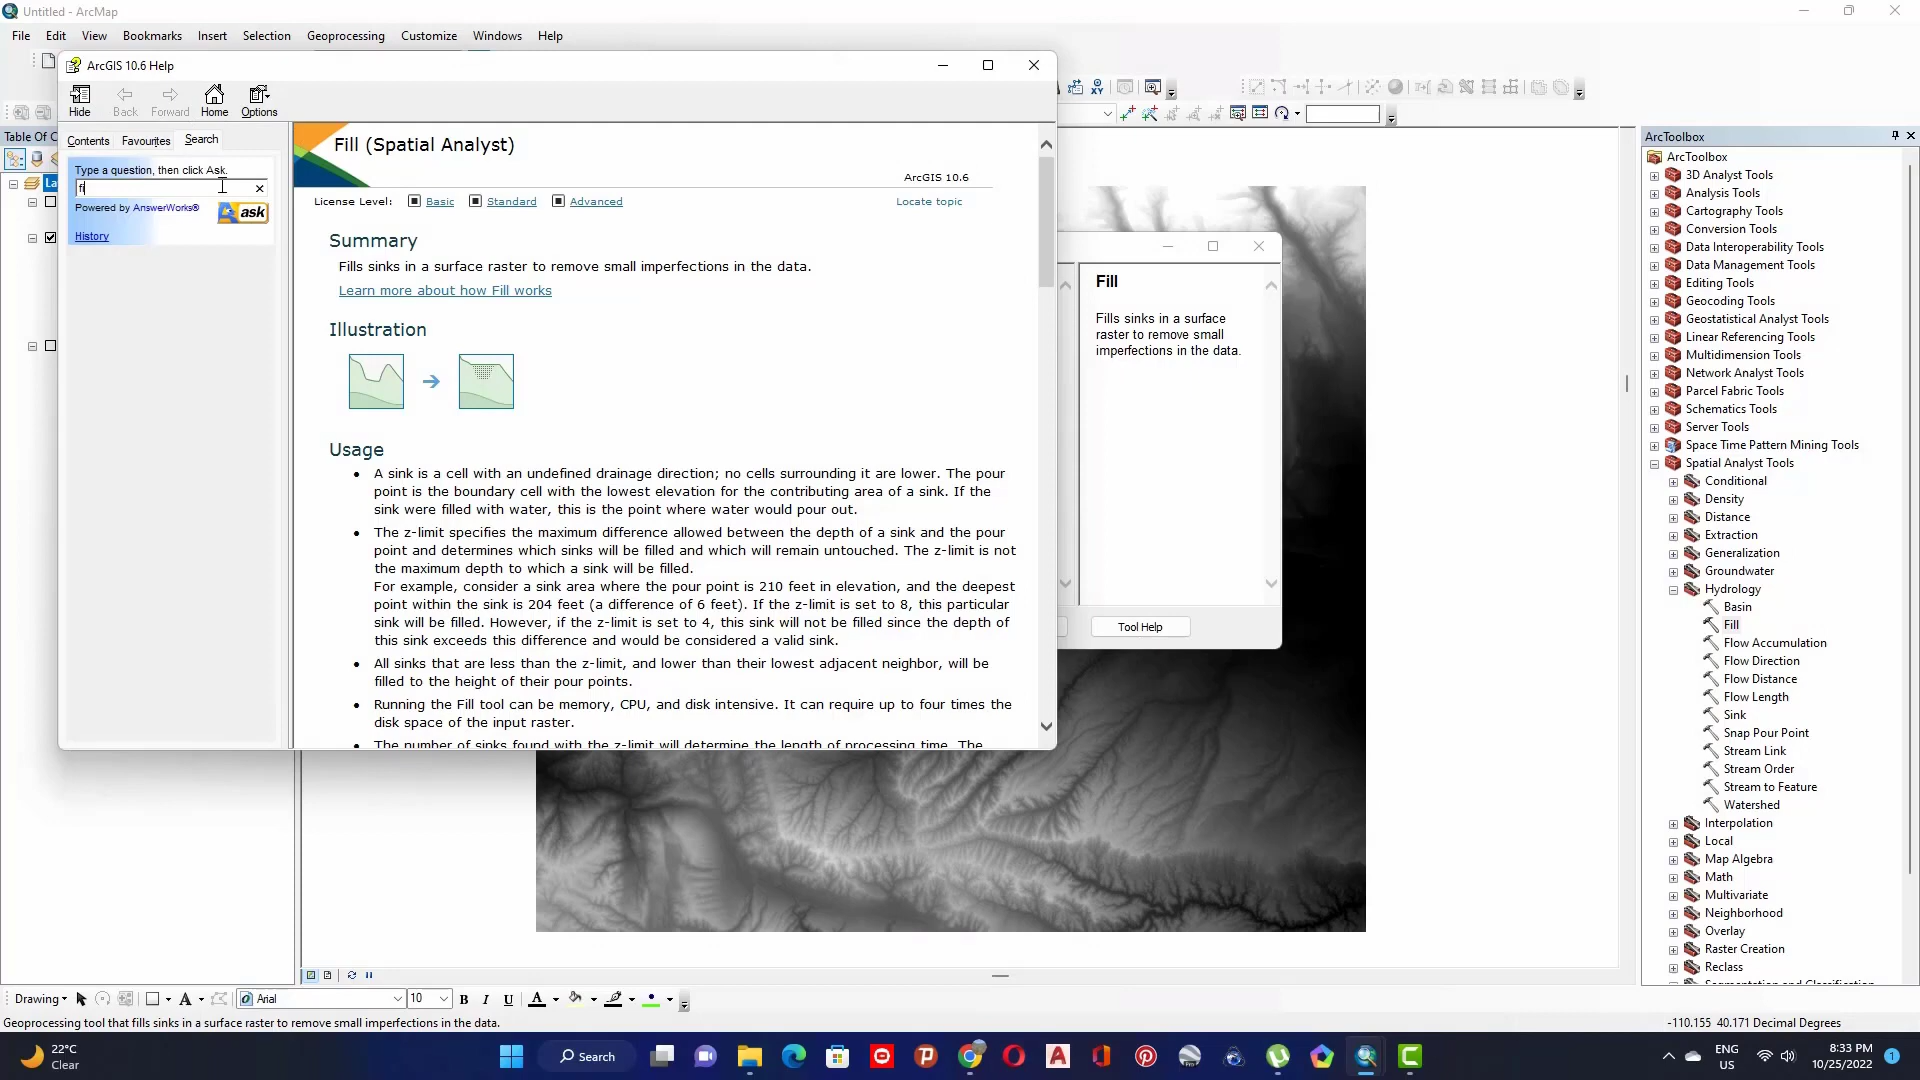 Untitled - ArcMap
File Edit View Bookmarks Insert Selection Geoprocessing Customize Windows Help
ArcGIS 10.6 Help
Hide Back Forward Home Options
Table Of C
Contents Favourites Search
Type a question, then click Ask.
fi
Powered by AnswerWorks® ask
History
La
Fill (Spatial Analyst)
ArcGIS 10.6
License Level: Basic Standard Advanced Locate topic
Summary
Fills sinks in a surface raster to remove small imperfections in the data.
Learn more about how Fill works
Illustration
Usage
• A sink is a cell with an undefined drainage direction; no cells surrounding it are lower. The pour
point is the boundary cell with the lowest elevation for the contributing area of a sink. If the
sink were filled with water, this is the point where water would pour out.
• The z-limit specifies the maximum difference allowed between the depth of a sink and the pour
point and determines which sinks will be filled and which will remain untouched. The z-limit is not
the maximum depth to which a sink will be filled.
For example, consider a sink area where the pour point is 210 feet in elevation, and the deepest
point within the sink is 204 feet (a difference of 6 feet). If the z-limit is set to 8, this particular
sink will be filled. However, if the z-limit is set to 4, this sink will not be filled since the depth of
this sink exceeds this difference and would be considered a valid sink.
• All sinks that are less than the z-limit, and lower than their lowest adjacent neighbor, will be
filled to the height of their pour points.
• Running the Fill tool can be memory, CPU, and disk intensive. It can require up to four times the
disk space of the input raster.
• The number of sinks found with the z-limit will determine the length of processing time. The
Fill
Fills sinks in a surface
raster to remove small
imperfections in the data.
Tool Help
ArcToolbox
ArcToolbox
3D Analyst Tools
Analysis Tools
Cartography Tools
Conversion Tools
Data Interoperability Tools
Data Management Tools
Editing Tools
Geocoding Tools
Geostatistical Analyst Tools
Linear Referencing Tools
Multidimension Tools
Network Analyst Tools
Parcel Fabric Tools
Schematics Tools
Server Tools
Space Time Pattern Mining Tools
Spatial Analyst Tools
Conditional
Density
Distance
Extraction
Generalization
Groundwater
Hydrology
Basin
Fill
Flow Accumulation
Flow Direction
Flow Distance
Flow Length
Sink
Snap Pour Point
Stream Link
Stream Order
Stream to Feature
Watershed
Interpolation
Local
Map Algebra
Math
Multivariate
Neighborhood
Overlay
Raster Creation
Reclass
Segmentation and Classification
Drawing A Arial 10 B I U A
Geoprocessing tool that fills sinks in a surface raster to remove small imperfections in the data.
-110.155 40.171 Decimal Degrees
22°C
Clear
Search
ENG
US
8:33 PM
10/25/2022
1